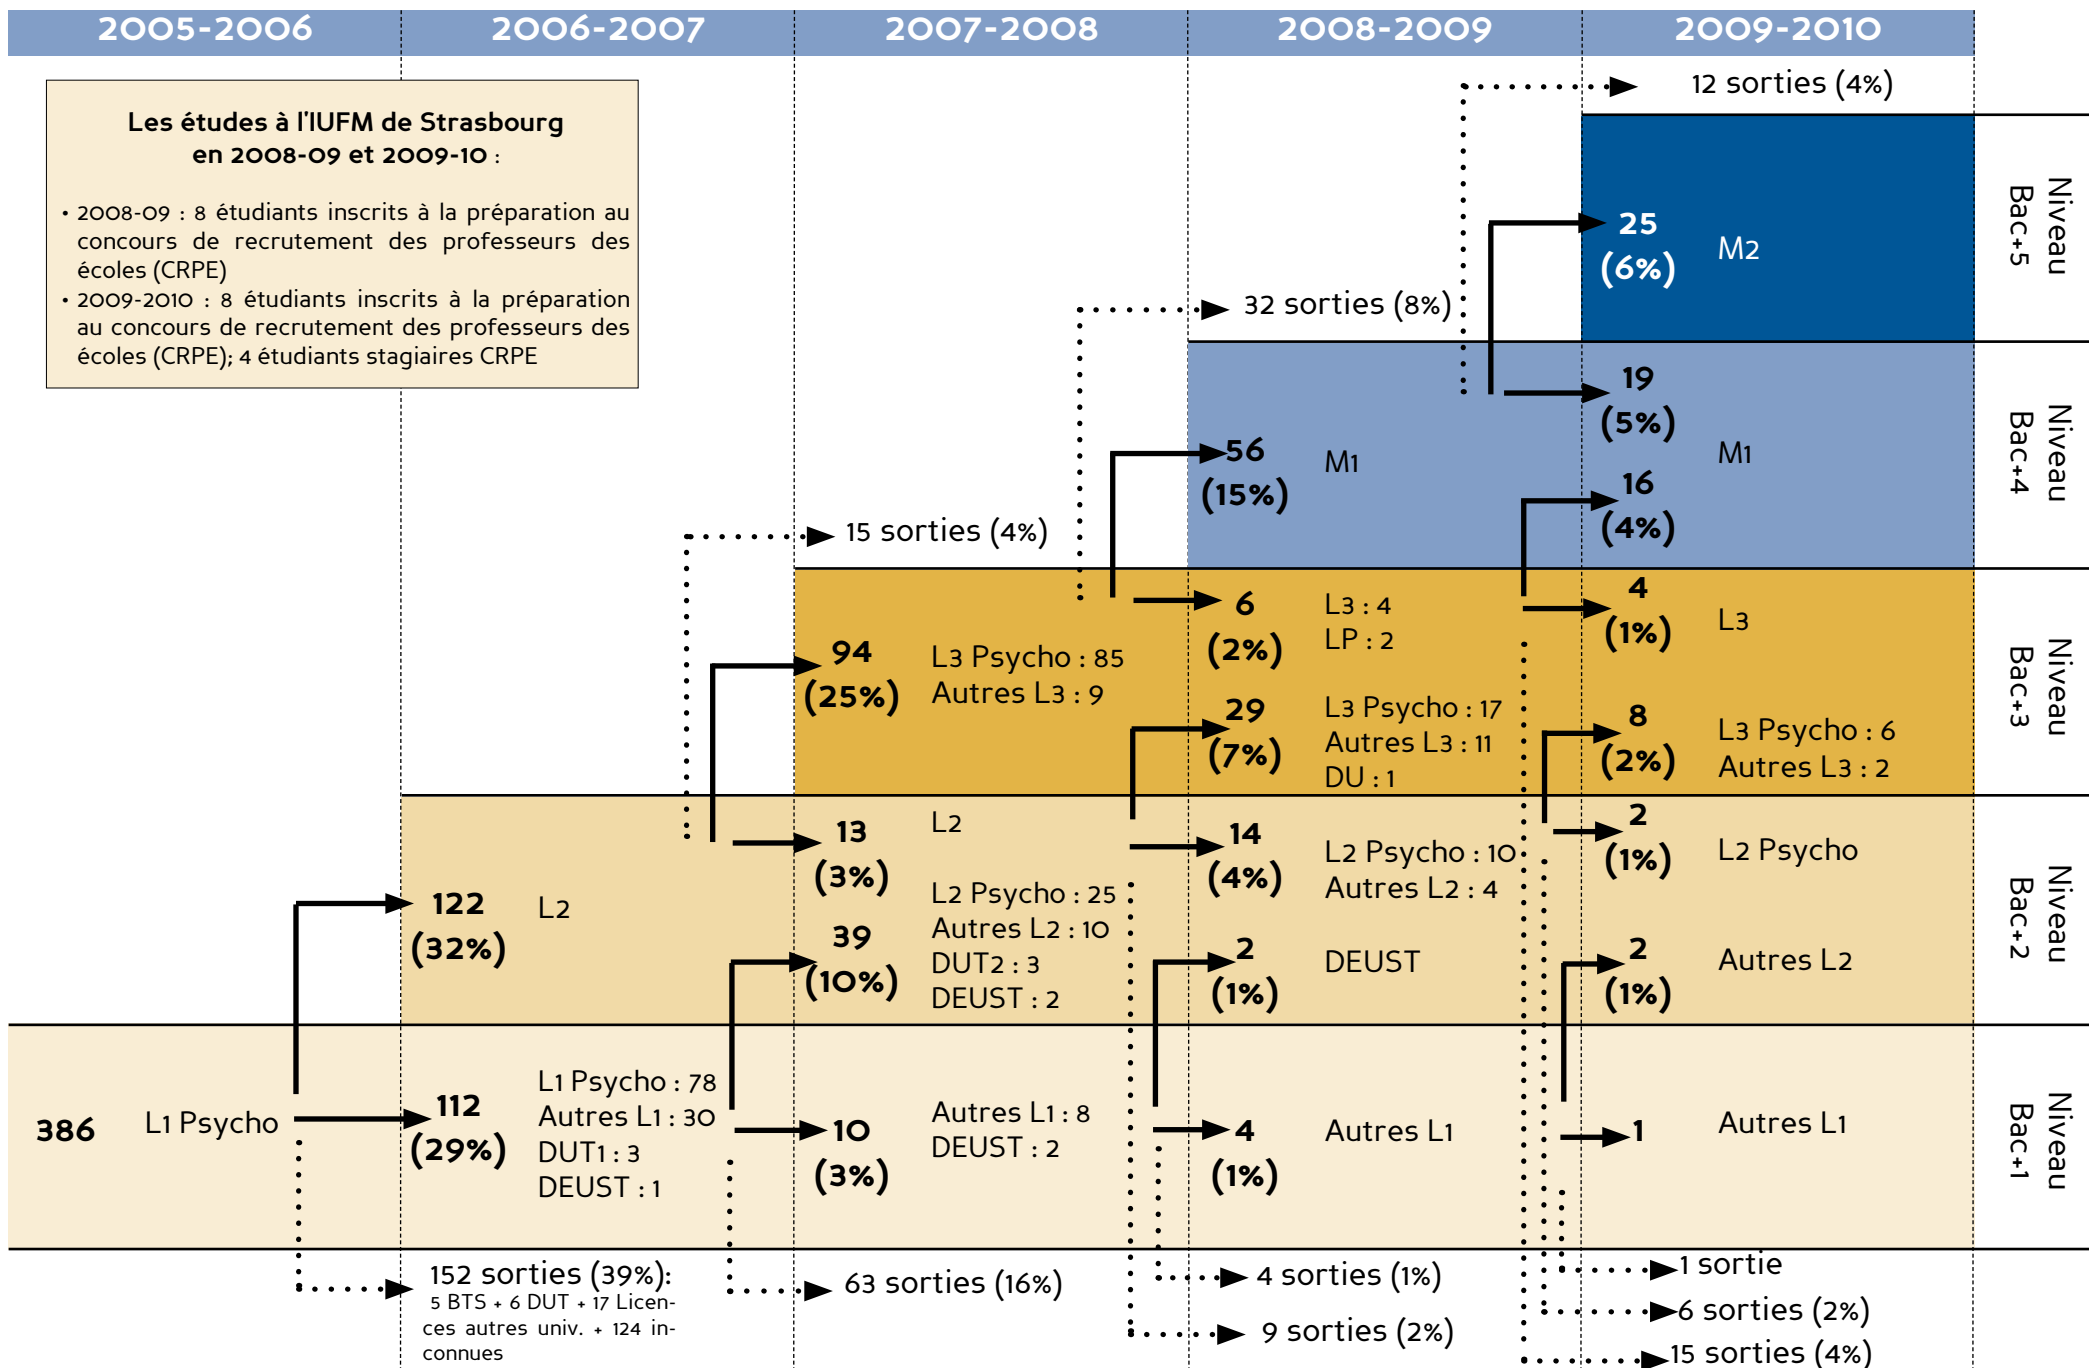 2005-2006
2006-2007
2007-2008
2008-2009
2009-2010
Les études à l'IUFM de Strasbourg
en 2008-09 et 2009-10 :
• 2008-09 : 8 étudiants inscrits à la préparation au
concours de recrutement des professeurs des
écoles (CRPE)
• 2009-2010 : 8 étudiants inscrits à la préparation
au concours de recrutement des professeurs des
écoles (CRPE); 4 étudiants stagiaires CRPE
12 sorties (4%)
25
(6%)
M2
Niveau
Bac+5
32 sorties (8%)
56
(15%)
M1
19
(5%)
M1
16
(4%)
Niveau
Bac+4
15 sorties (4%)
94
(25%)
L3 Psycho : 85
Autres L3 : 9
6
(2%)
L3 : 4
LP : 2
29
(7%)
L3 Psycho : 17
Autres L3 : 11
DU : 1
4
(1%)
L3
8
(2%)
L3 Psycho : 6
Autres L3 : 2
Niveau
Bac+3
122
(32%)
L2
13
(3%)
L2
39
(10%)
L2 Psycho : 25
Autres L2 : 10
DUT2 : 3
DEUST : 2
14
(4%)
L2 Psycho : 10
Autres L2 : 4
2
(1%)
DEUST
2
(1%)
L2 Psycho
2
(1%)
Autres L2
Niveau
Bac+2
386
L1 Psycho
112
(29%)
L1 Psycho : 78
Autres L1 : 30
DUT1 : 3
DEUST : 1
10
(3%)
Autres L1 : 8
DEUST : 2
4
(1%)
Autres L1
1
Autres L1
Niveau
Bac+1
152 sorties (39%):
5 BTS + 6 DUT + 17 Licen-
ces autres univ. + 124 in-
connues
63 sorties (16%)
4 sorties (1%)
9 sorties (2%)
1 sortie
6 sorties (2%)
15 sorties (4%)